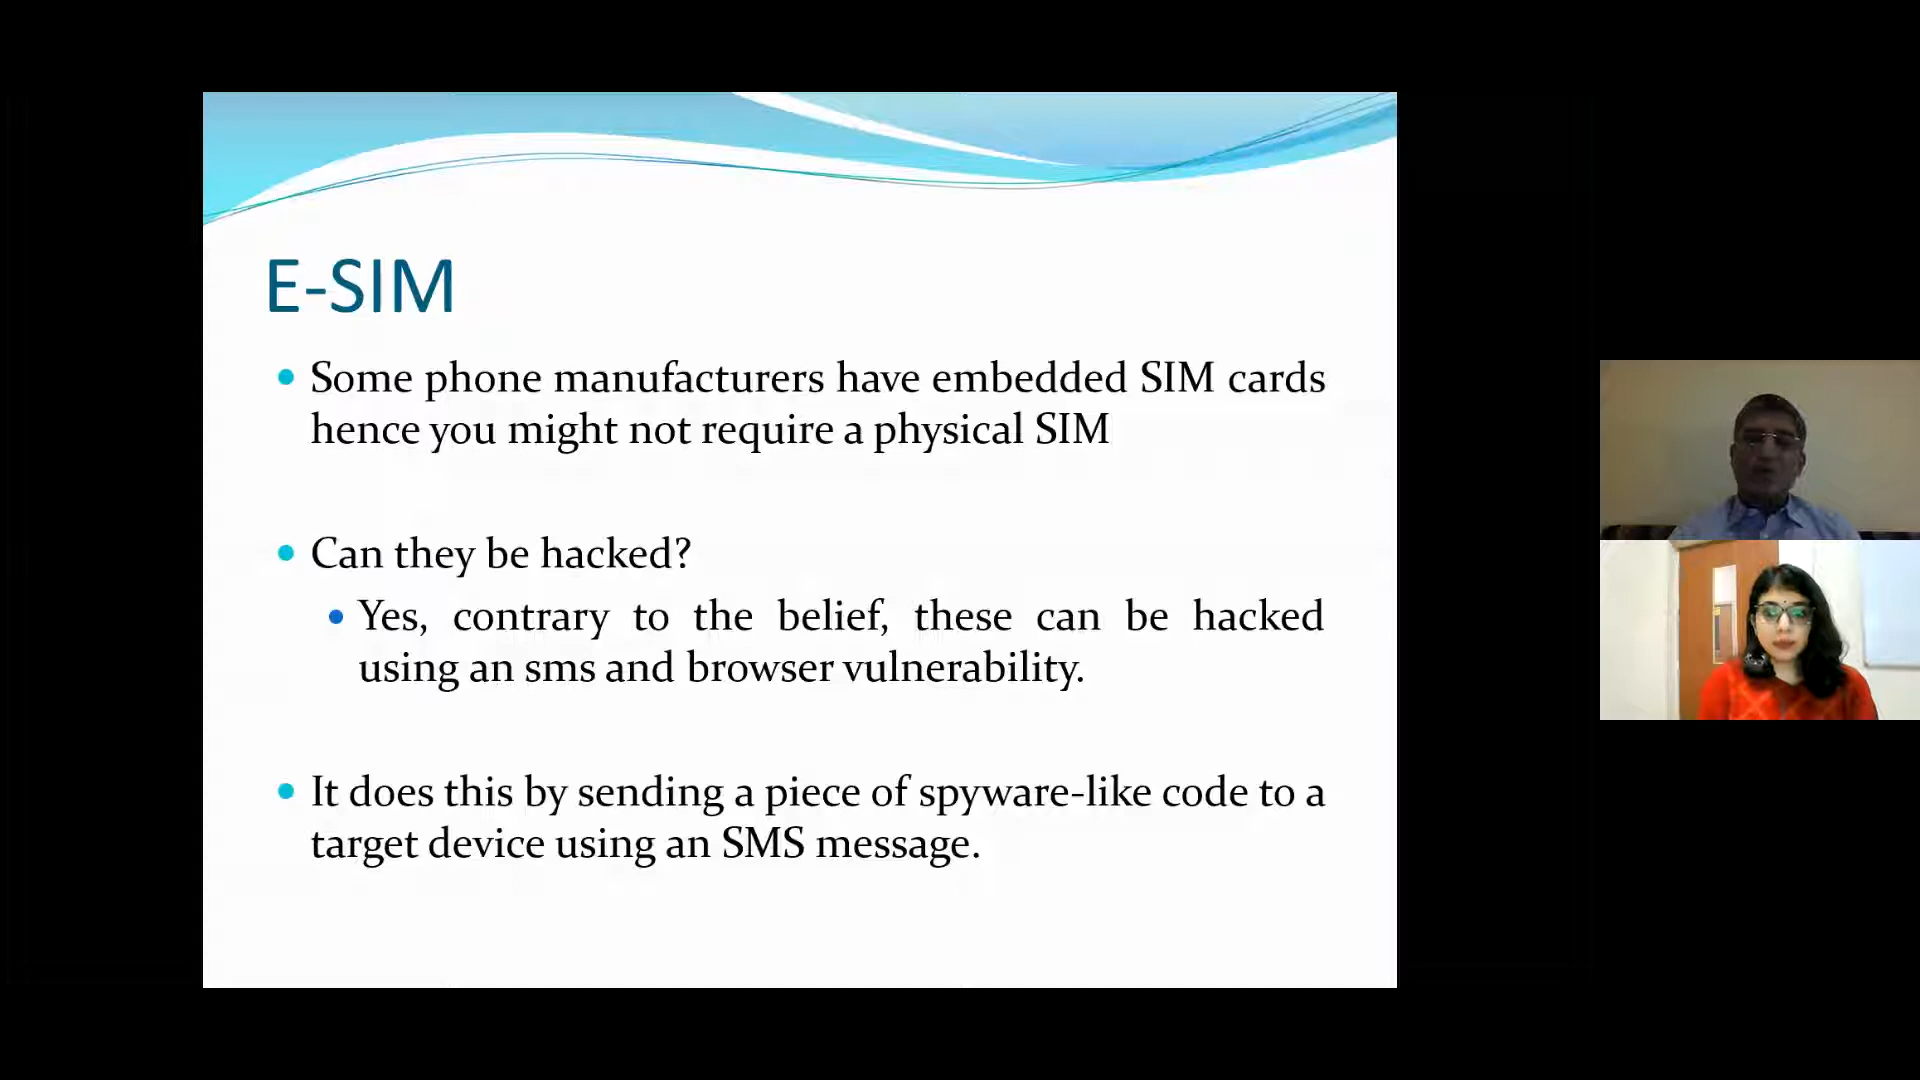 E-SIM
Some phone manufacturers have embedded SIM cards
hence you might not require a physical SIM
Can they be hacked?
Yes, contrary to the belief, these can be hacked
using an sms and browser vulnerability.
It does this by sending a piece of spyware-like code to a
target device using an SMS message.